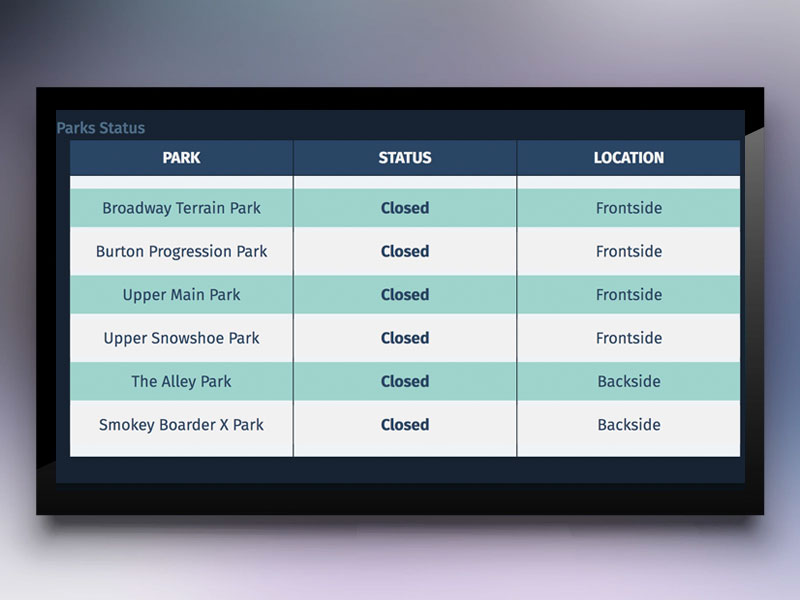 Parks Status
PARK STATUS LOCATION
Broadway Terrain Park Closed Frontside
Burton Progression Park Closed Frontside
Upper Main Park Closed Frontside
Upper Snowshoe Park Closed Frontside
The Alley Park Closed Backside
Smokey Boarder X Park Closed Backside